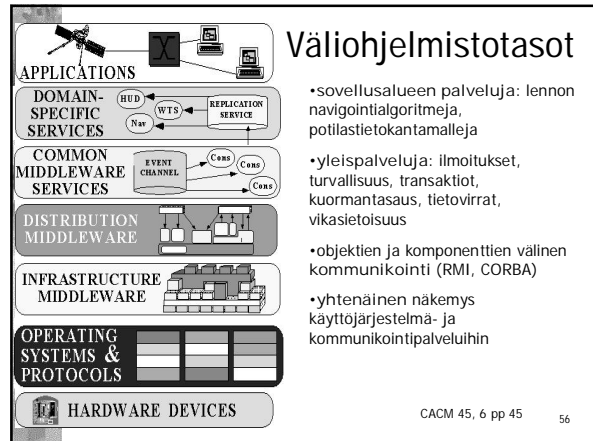 Väliohjelmistotasot
APPLICATIONS
DOMAIN-
SPECIFIC
SERVICES
HUD
WTS
Nav
REPLICATION
SERVICE
COMMON
MIDDLEWARE
SERVICES
EVENT
CHANNEL
Cons
Cons
Cons
DISTRIBUTION
MIDDLEWARE
INFRASTRUCTURE
MIDDLEWARE
OPERATING
SYSTEMS &
PROTOCOLS
HARDWARE DEVICES
•sovellusalueen palveluja: lennon
navigointialgoritmeja,
potilastietokantamalleja
•yleispalveluja: ilmoitukset,
turvallisuus, transaktiot,
kuormantasaus, tietovirrat,
vikasietoisuus
•objektien ja komponenttien välinen
kommunikointi (RMI, CORBA)
•yhtenäinen näkemys
käyttöjärjestelmä- ja
kommunikointipalveluihin
CACM 45, 6 pp 45
56